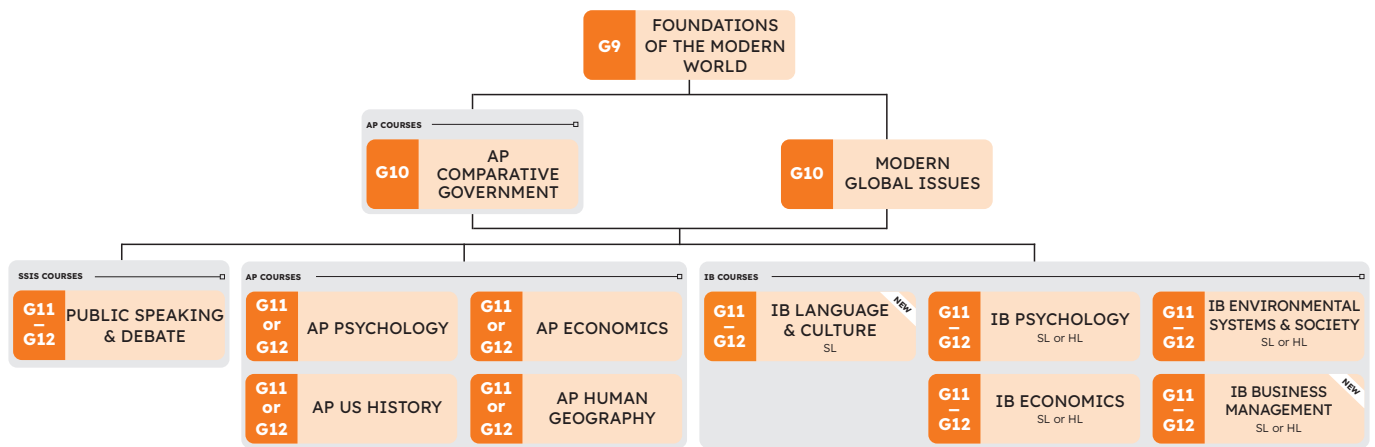 G9
FOUNDATIONS
OF THE MODERN
WORLD
AP COURSES
G10
AP
COMPARATIVE
GOVERNMENT
G10
MODERN
GLOBAL ISSUES
SSIS COURSES
G11
–
G12
PUBLIC SPEAKING
& DEBATE
AP COURSES
G11
or
G12
AP PSYCHOLOGY
G11
or
G12
AP ECONOMICS
G11
or
G12
AP US HISTORY
G11
or
G12
AP HUMAN
GEOGRAPHY
IB COURSES
G11
–
G12
IB LANGUAGE
& CULTURE
SL
NEW
G11
–
G12
IB PSYCHOLOGY
SL or HL
G11
–
G12
IB ENVIRONMENTAL
SYSTEMS & SOCIETY
SL or HL
G11
–
G12
IB ECONOMICS
SL or HL
G11
–
G12
IB BUSINESS
MANAGEMENT
SL or HL
NEW